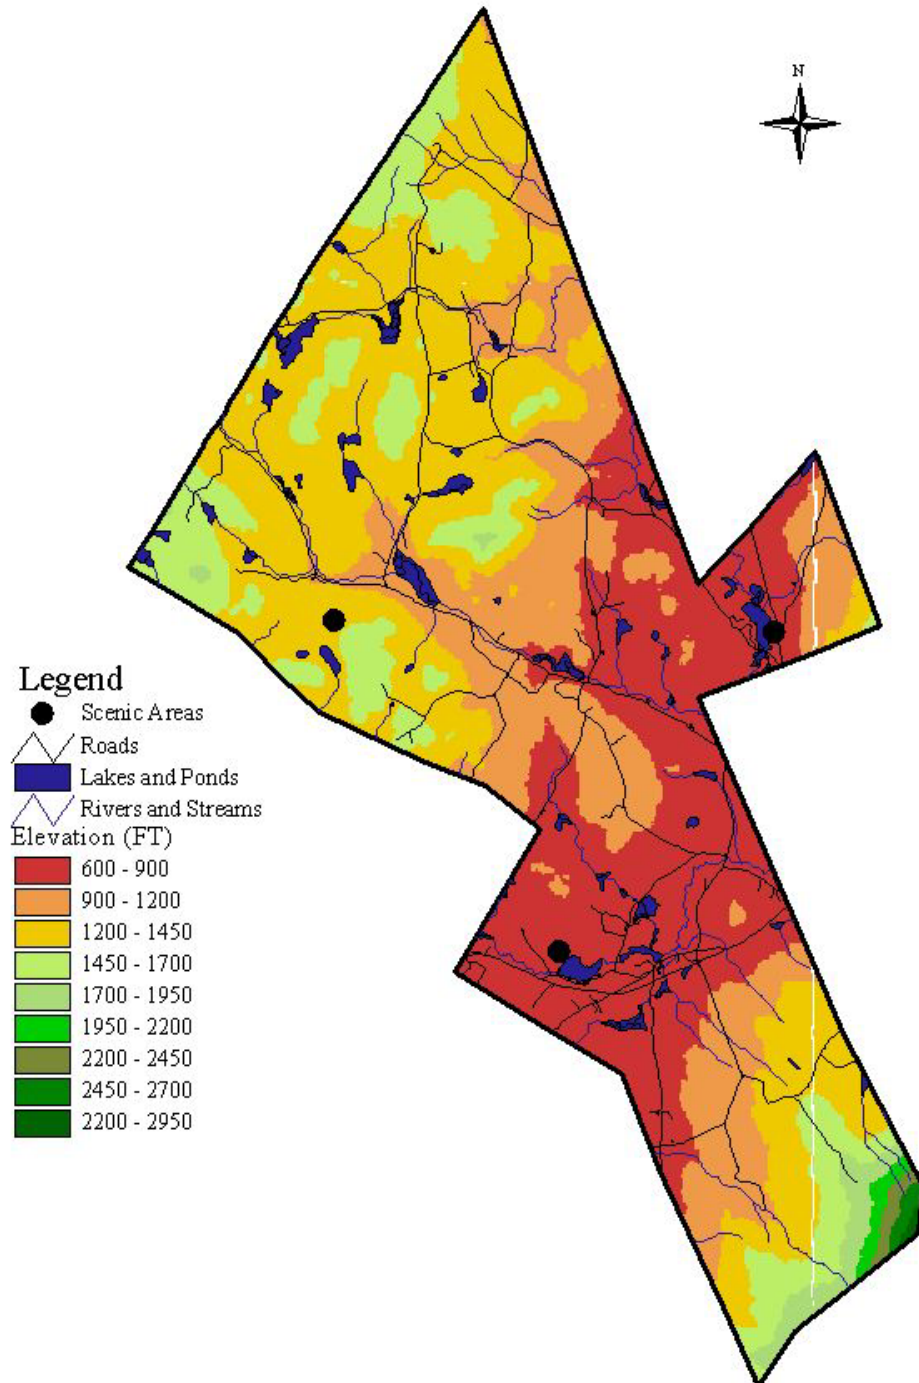 N
Legend
Scenic Areas
Roads
Lakes and Ponds
Rivers and Streams
Elevation (FT)
600 - 900
900 - 1200
1200 - 1450
1450 - 1700
1700 - 1950
1950 - 2200
2200 - 2450
2450 - 2700
2200 - 2950